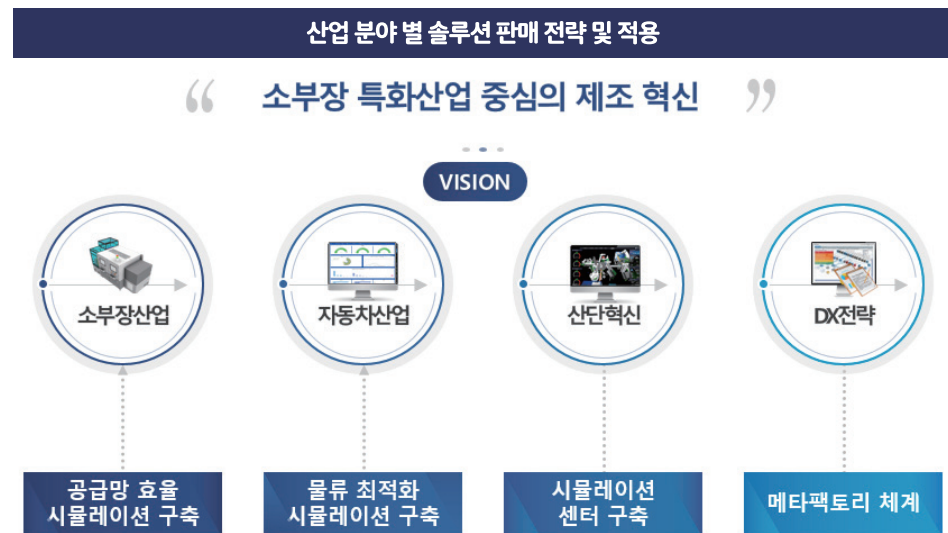 산업 분야 별 솔루션 판매 전략 및 적용
“ 소부장 특화산업 중심의 제조 혁신 ”
VISION
소부장산업
자동차산업
산단혁신
DX전략
공급망 효율
시뮬레이션 구축
물류 최적화
시뮬레이션 구축
시뮬레이션
센터 구축
메타팩토리 체계